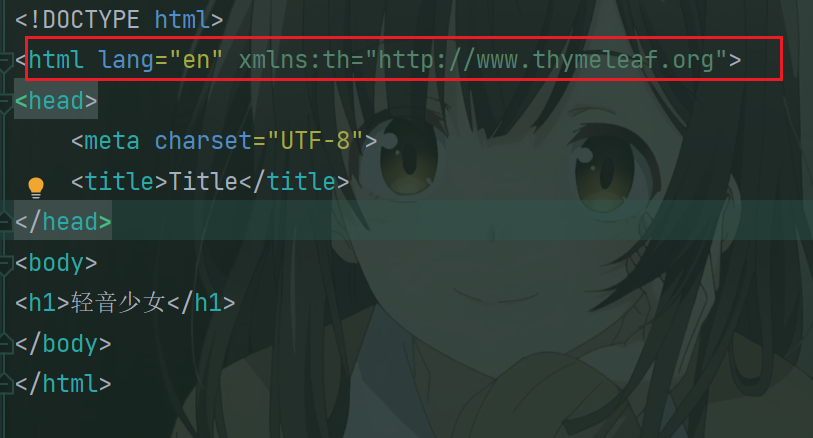 <!DOCTYPE html>
<html lang="en" xmlns:th="http://www.thymeleaf.org">
<head>
    <meta charset="UTF-8">
    <title>Title</title>
</head>
<body>
<h1>轻音少女</h1>
</body>
</html>